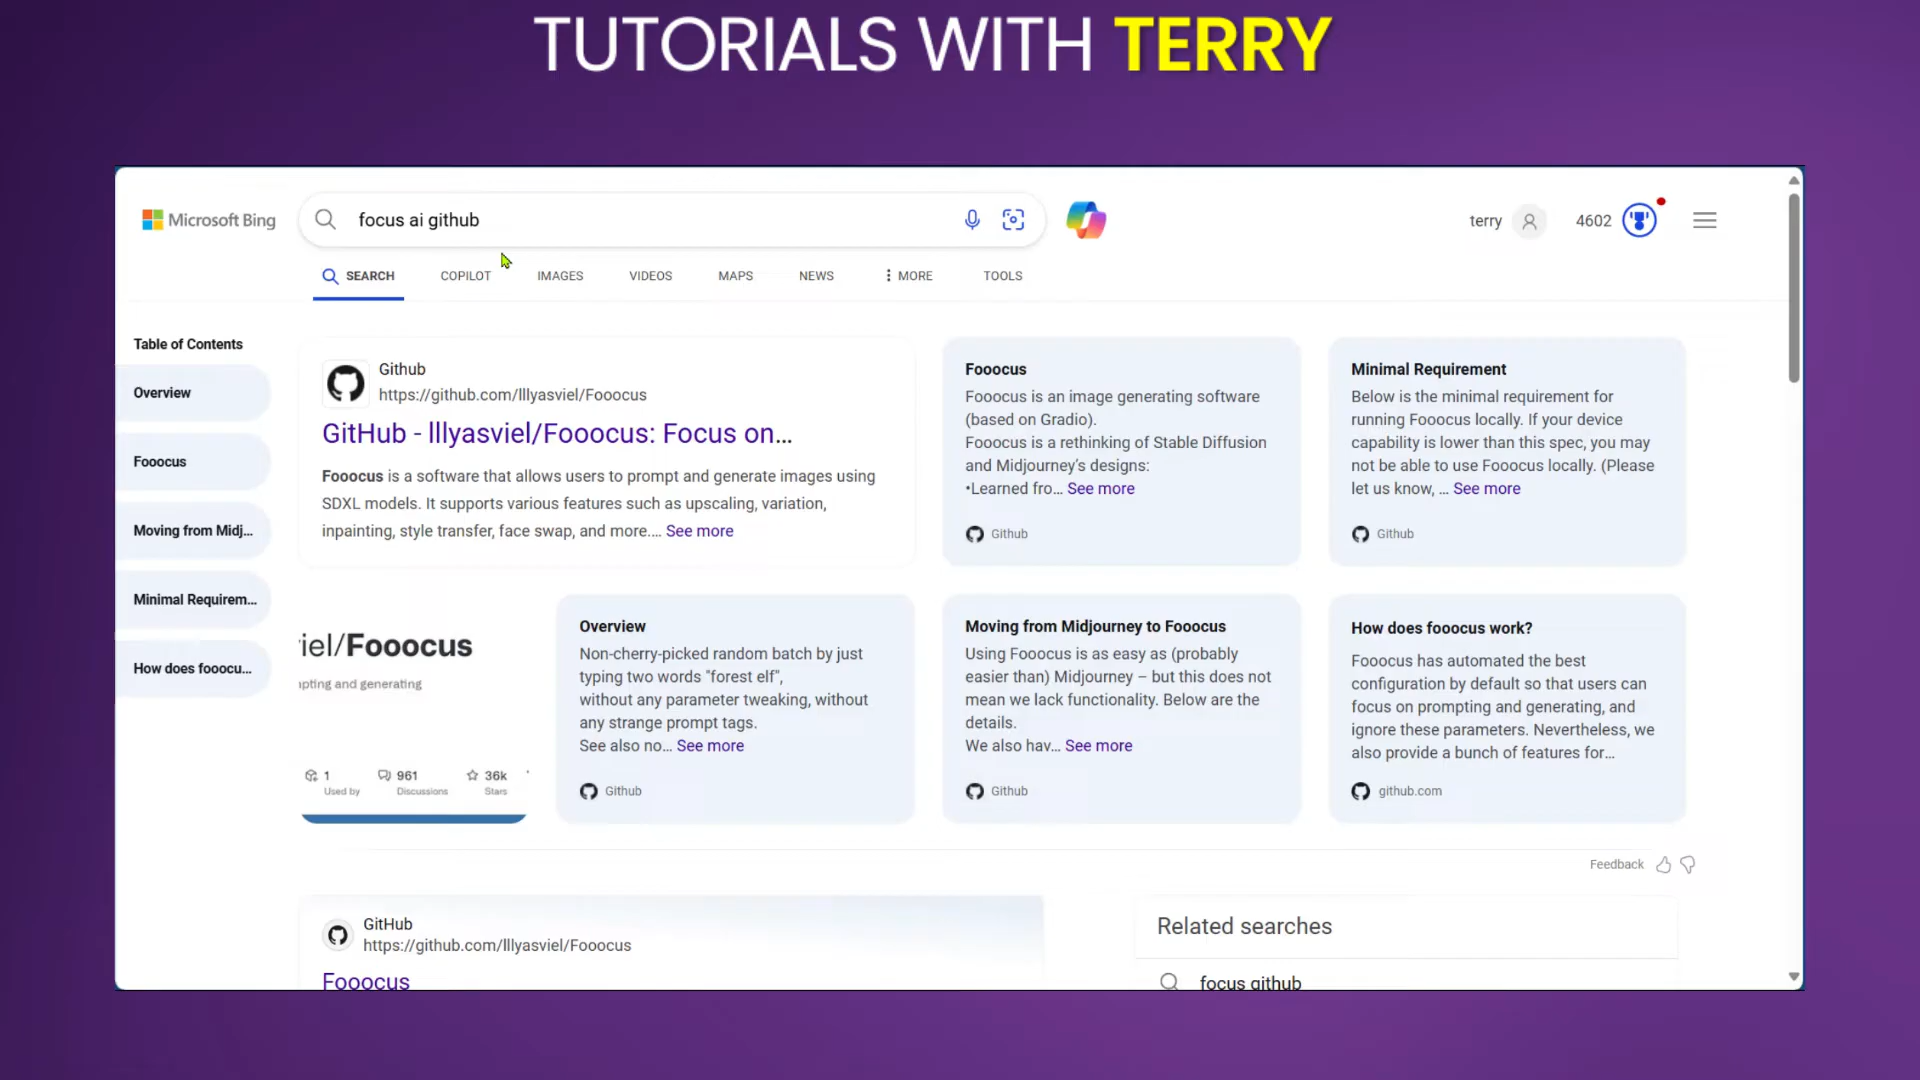 TUTORIALS WITH TERRY
Microsoft Bing
focus ai github
terry
4602
SEARCH
COPILOT
IMAGES
VIDEOS
MAPS
NEWS
MORE
TOOLS
Table of Contents
Overview
Fooocus
Moving from Midj...
Minimal Requirem...
How does fooocu...
Github
https://github.com/lllyasviel/Fooocus
GitHub - lllyasviel/Fooocus: Focus on...
Fooocus is a software that allows users to prompt and generate images using
SDXL models. It supports various features such as upscaling, variation,
inpainting, style transfer, face swap, and more.... See more
Fooocus
Fooocus is an image generating software
(based on Gradio).
Fooocus is a rethinking of Stable Diffusion
and Midjourney's designs:
•Learned fro... See more
Github
Minimal Requirement
Below is the minimal requirement for
running Fooocus locally. If your device
capability is lower than this spec, you may
not be able to use Fooocus locally. (Please
let us know, ... See more
Github
iel/Fooocus
pting and generating
1
Used by
961
Discussions
36k
Stars
Overview
Non-cherry-picked random batch by just
typing two words "forest elf",
without any parameter tweaking, without
any strange prompt tags.
See also no... See more
Github
Moving from Midjourney to Fooocus
Using Fooocus is as easy as (probably
easier than) Midjourney – but this does not
mean we lack functionality. Below are the
details.
We also hav... See more
Github
How does fooocus work?
Fooocus has automated the best
configuration by default so that users can
focus on prompting and generating, and
ignore these parameters. Nevertheless, we
also provide a bunch of features for...
github.com
Feedback
GitHub
https://github.com/lllyasviel/Fooocus
Fooocus
Related searches
focus github